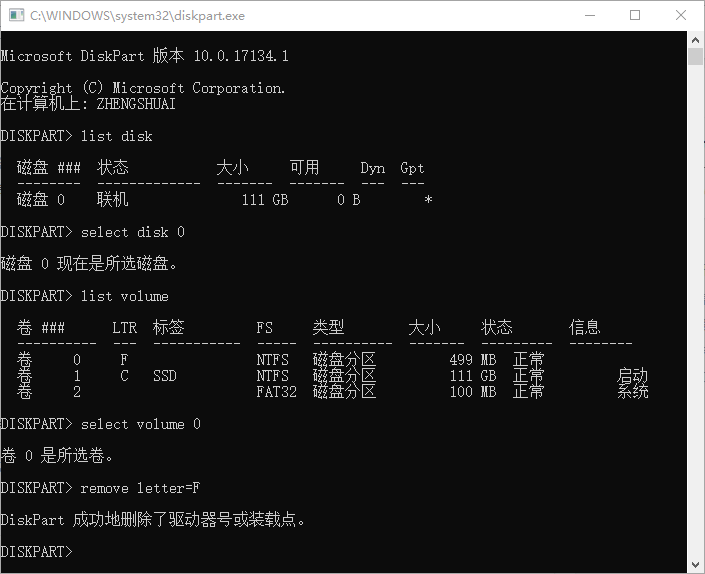 C:\WINDOWS\system32\diskpart.exe
Microsoft DiskPart 版本 10.0.17134.1
Copyright (C) Microsoft Corporation.
在计算机上: ZHENGSHUAI
DISKPART> list disk
磁盘 ###  状态           大小     可用     Dyn  Gpt
--------  -------------  -------  -------  ---  ---
磁盘 0    联机              111 GB      0 B        *
DISKPART> select disk 0
磁盘 0 现在是所选磁盘。
DISKPART> list volume
卷 ###      LTR  标签         FS     类型        大小     状态       信息
----------  ---  -----------  -----  ----------  -------  ---------  --------
卷     0     F                NTFS   磁盘分区         499 MB  正常
卷     1     C   SSD          NTFS   磁盘分区         111 GB  正常         启动
卷     2                      FAT32  磁盘分区         100 MB  正常         系统
DISKPART> select volume 0
卷 0 是所选卷。
DISKPART> remove letter=F
DiskPart 成功地删除了驱动器号或装载点。
DISKPART>